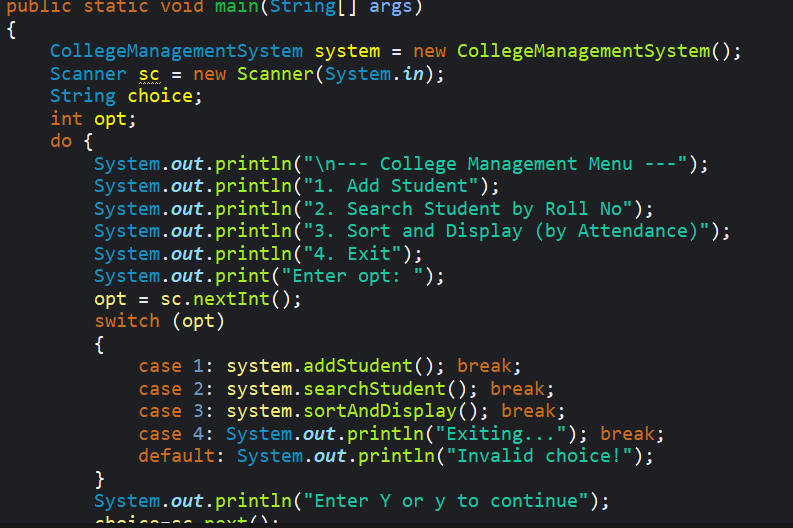 public static void main(String[] args)
{
CollegeManagementSystem system = new CollegeManagementSystem();
Scanner sc = new Scanner(System.in);
String choice;
int opt;
do {
System.out.println("\n--- College Management Menu ---");
System.out.println("1. Add Student");
System.out.println("2. Search Student by Roll No");
System.out.println("3. Sort and Display (by Attendance)");
System.out.println("4. Exit");
System.out.print("Enter opt: ");
opt = sc.nextInt();
switch (opt)
{
case 1: system.addStudent(); break;
case 2: system.searchStudent(); break;
case 3: system.sortAndDisplay(); break;
case 4: System.out.println("Exiting..."); break;
default: System.out.println("Invalid choice!");
}
System.out.println("Enter Y or y to continue");
choice=sc.next();